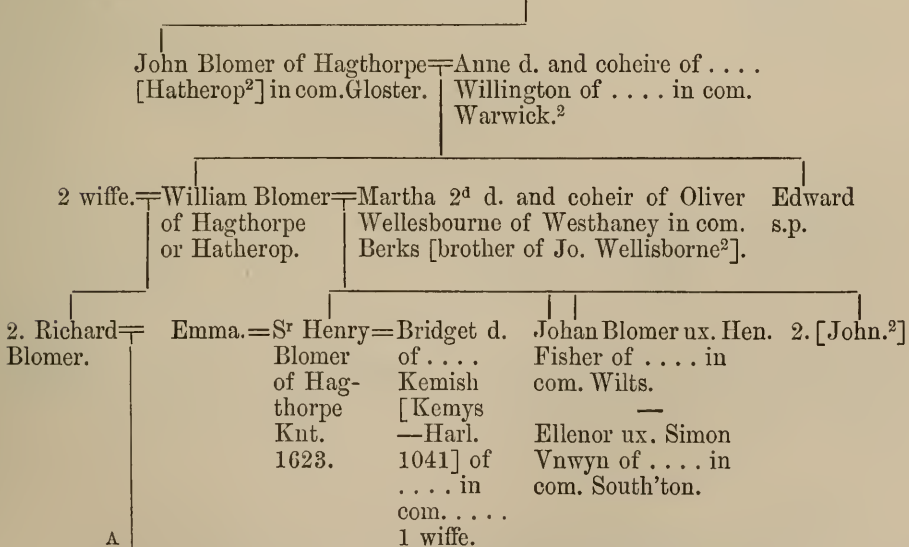 John Blomer of Hagthorpe=Anne d. and coheire of . . . .
[Hatherop²] in com. Gloster. Willington of . . . . in com.
Warwick.²
2 wiffe.=William Blomer=Martha 2ᵈ d. and coheir of Oliver Edward
of Hagthorpe Wellesbourne of Westhaney in com. s.p.
or Hatherop. Berks [brother of Jo. Wellisborne²].
2. Richard= Emma.=Sʳ Henry=Bridget d. Johan Blomer ux. Hen. 2. [John.²]
Blomer. Blomer of . . . . Fisher of . . . . in
of Hag- Kemish com. Wilts.
thorpe [Kemys —
Knt. —Harl. Ellenor ux. Simon
1623. 1041] of Vnwyn of . . . . in
. . . . in com. South'ton.
com. . . . .
A 1 wiffe.